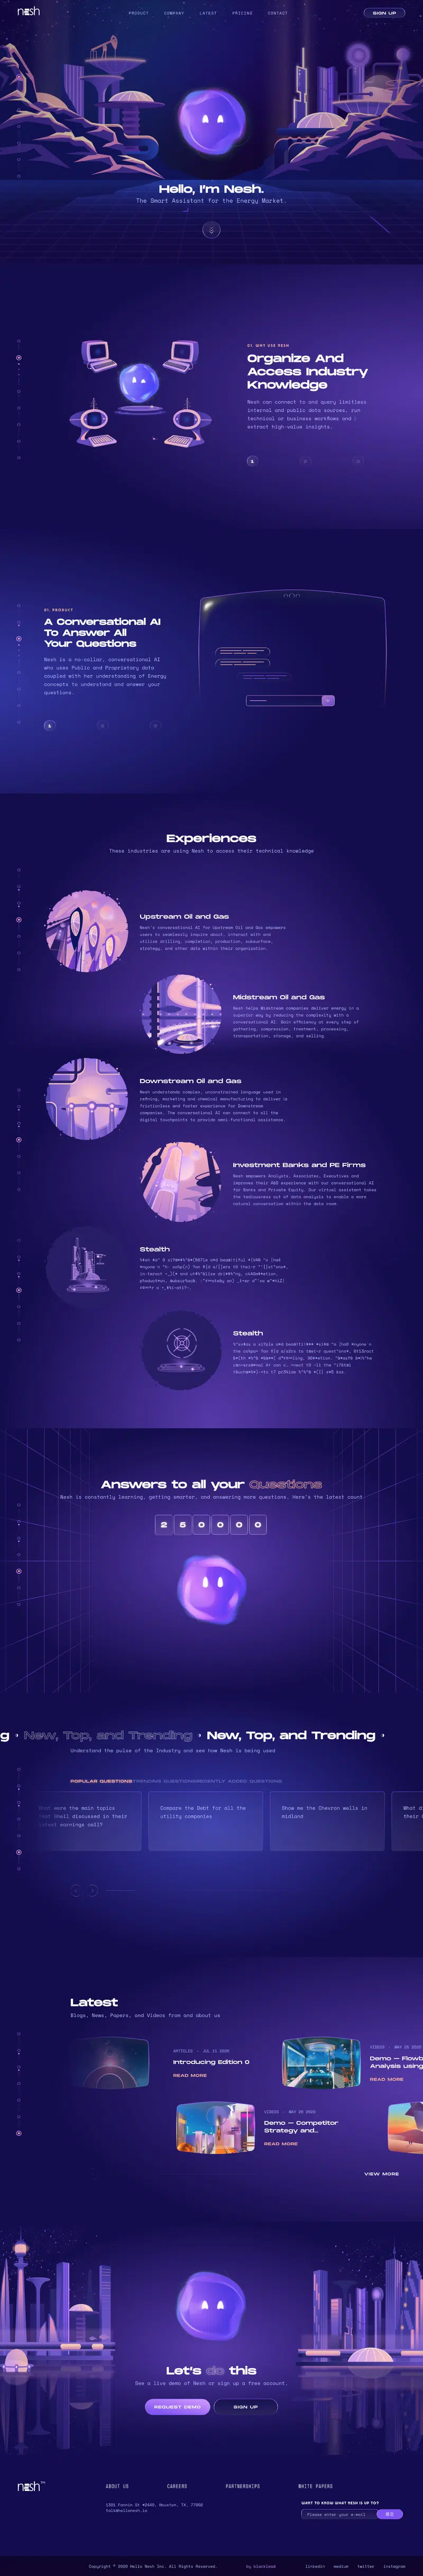 nesh
PRODUCT COMPANY LATEST PRICING CONTACT
SIGN UP
Hello, I'm Nesh.
The Smart Assistant for the Energy Market.
01. WHY USE NESH
Organize And
Access Industry
Knowledge
Nesh can connect to and query limitless
internal and public data sources, run
technical or business workflows and
extract high-value insights.
01. PRODUCT
A Conversational AI
To Answer All
Your Questions
Nesh is a no-collar, conversational AI
who uses Public and Proprietary data
coupled with her understanding of Energy
concepts to understand and answer your
questions.
Experiences
These industries are using Nesh to access their technical knowledge
Upstream Oil and Gas
Nesh's conversational AI for Upstream Oil and Gas empowers
users to seamlessly inquire about, interact with and
utilize drilling, completion, production, subsurface,
strategy, and other data within their organization.
Midstream Oil and Gas
Nesh helps Midstream companies deliver energy in a
superior way by reducing the complexity with a
conversational AI. Gain efficiency at every step of
gathering, compression, treatment, processing,
transportation, storage, and selling.
Downstream Oil and Gas
Nesh understands complex, unconstrained language used in
refining, marketing and chemical manufacturing to deliver a
frictionless and faster experience for Downstream
companies. The conversational AI can connect to all the
digital touchpoints to provide omni-functional assistance.
Investment Banks and PE Firms
Nesh empowers Analysts, Associates, Executives and
improves their R&D experience with our conversational AI
for Banks and Private Equity. Our virtual assistant takes
the tediousness out of data analysis to enable a more
natural conversation within the data room.
Stealth
Stealth
Answers to all your Questions
Nesh is constantly learning, getting smarter, and answering more questions. Here's the latest count
2 5 0 0 0 0
g New, Top, and Trending New, Top, and Trending
Understand the pulse of the Industry and see how Nesh is being used
POPULAR QUESTIONS TRENDING QUESTIONS RECENTLY ADDED QUESTIONS
What were the main topics
that Shell discussed in their
latest earnings call?
Compare the Debt for all the
utility companies
Show me the Chevron wells in
midland
What d
their
Latest
Blogs, News, Papers, and Videos from and about us
ARTICLES - JUL 11 2020
Introducing Edition 0
READ MORE
VIDEOS - MAY 25 2020
Demo – Flowb
Analysis using
READ MORE
VIDEOS - MAY 20 2020
Demo – Competitor
Strategy and...
READ MORE
VIEW MORE
Let's do this
See a live demo of Nesh or sign up a free account.
REQUEST DEMO
SIGN UP
nesh™
ABOUT US CAREERS PARTNERSHIPS WHITE PAPERS
1301 Fannin St #2440, Houston, TX, 77002
WANT TO KNOW WHAT NESH IS UP TO?
Please enter your e-mail
GO
Copyright © 2020 Hello Nesh Inc. All Rights Reserved.
by blacklead
linkedin medium twitter instagram